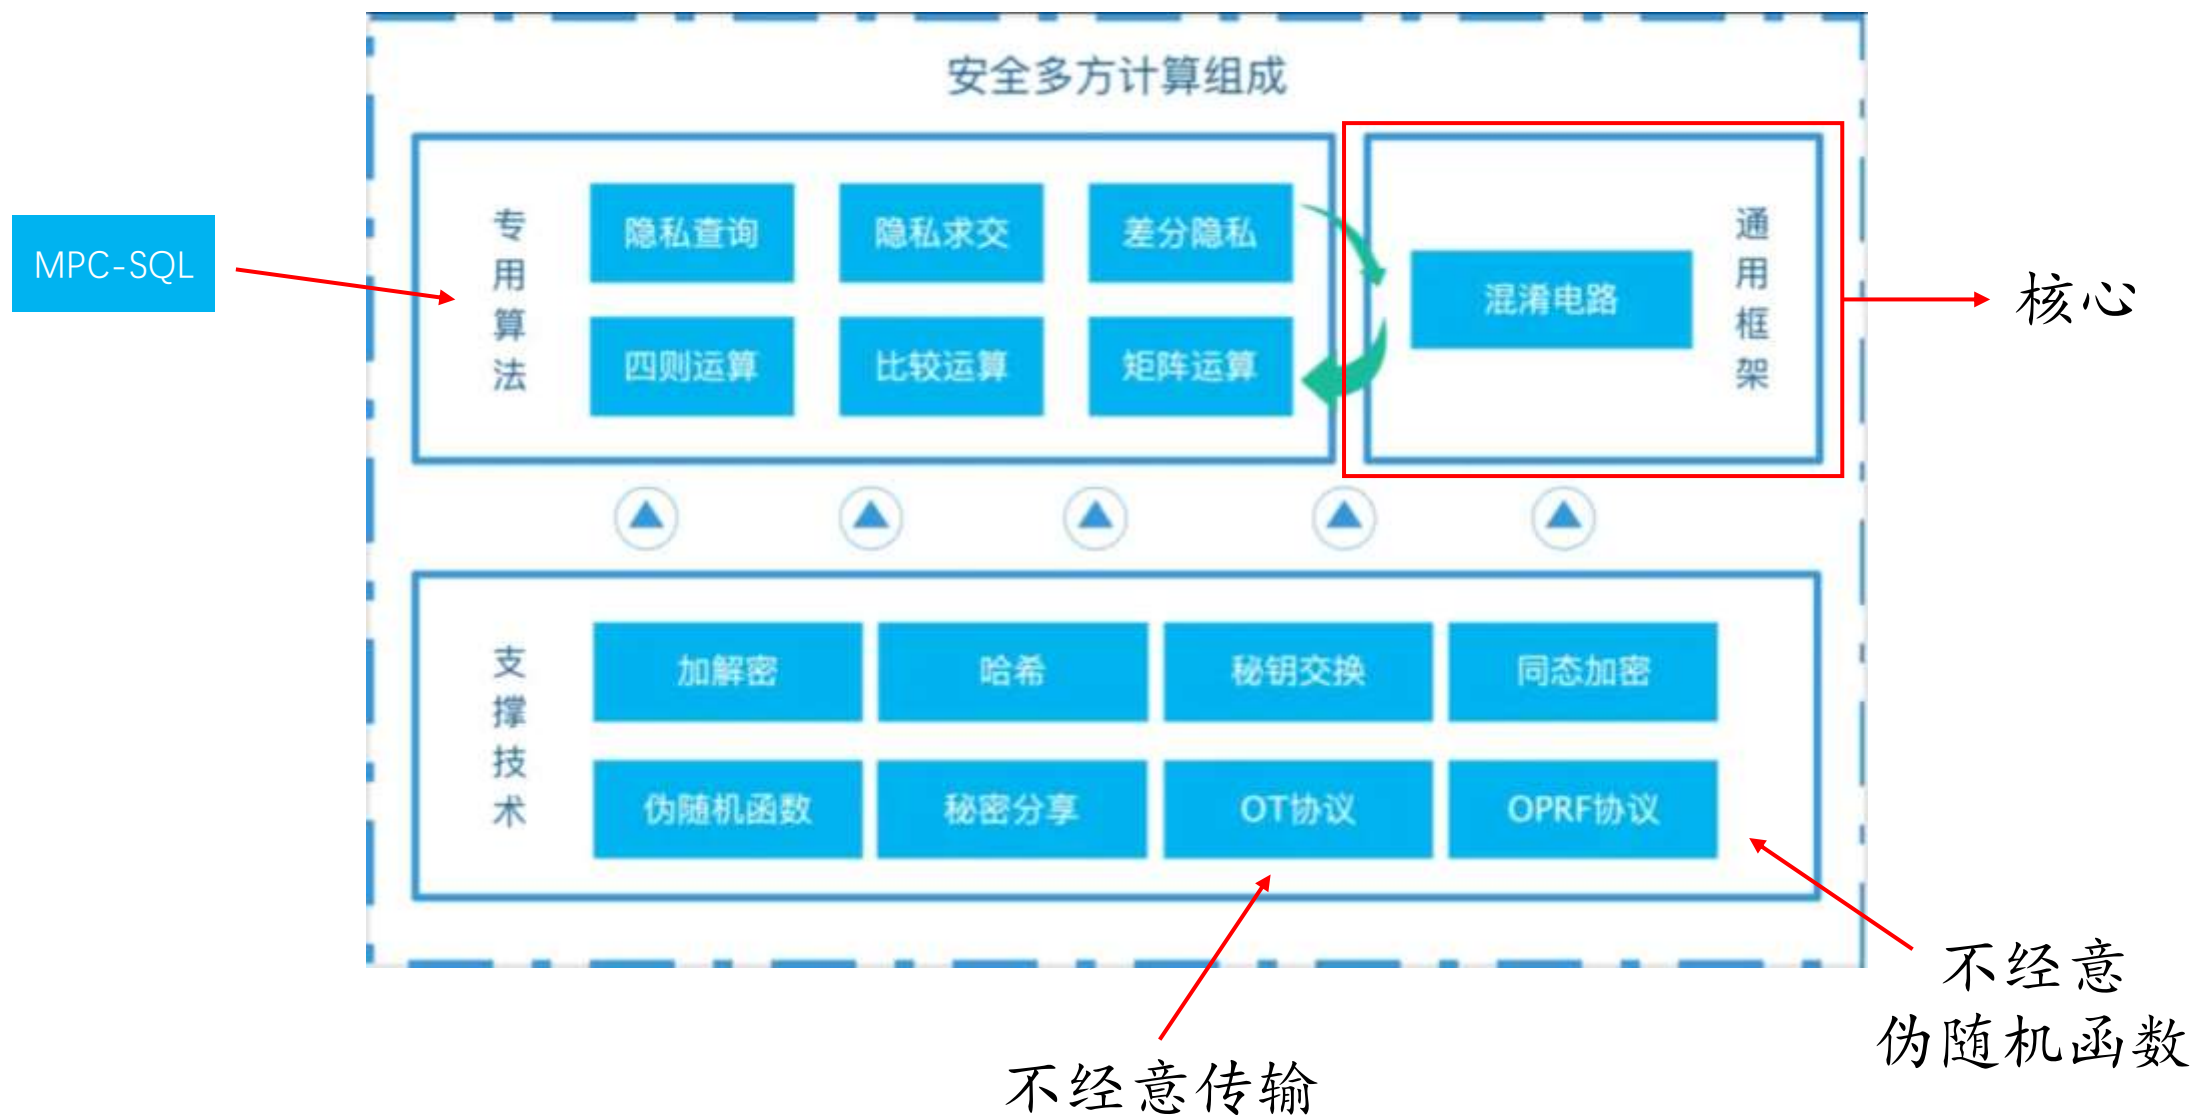 安全多方计算组成
MPC-SQL
专用算法
隐私查询
隐私求交
差分隐私
四则运算
比较运算
矩阵运算
混淆电路
通用框架
核心
支撑技术
加解密
哈希
秘钥交换
同态加密
伪随机函数
秘密分享
OT协议
OPRF协议
不经意传输
不经意
伪随机函数